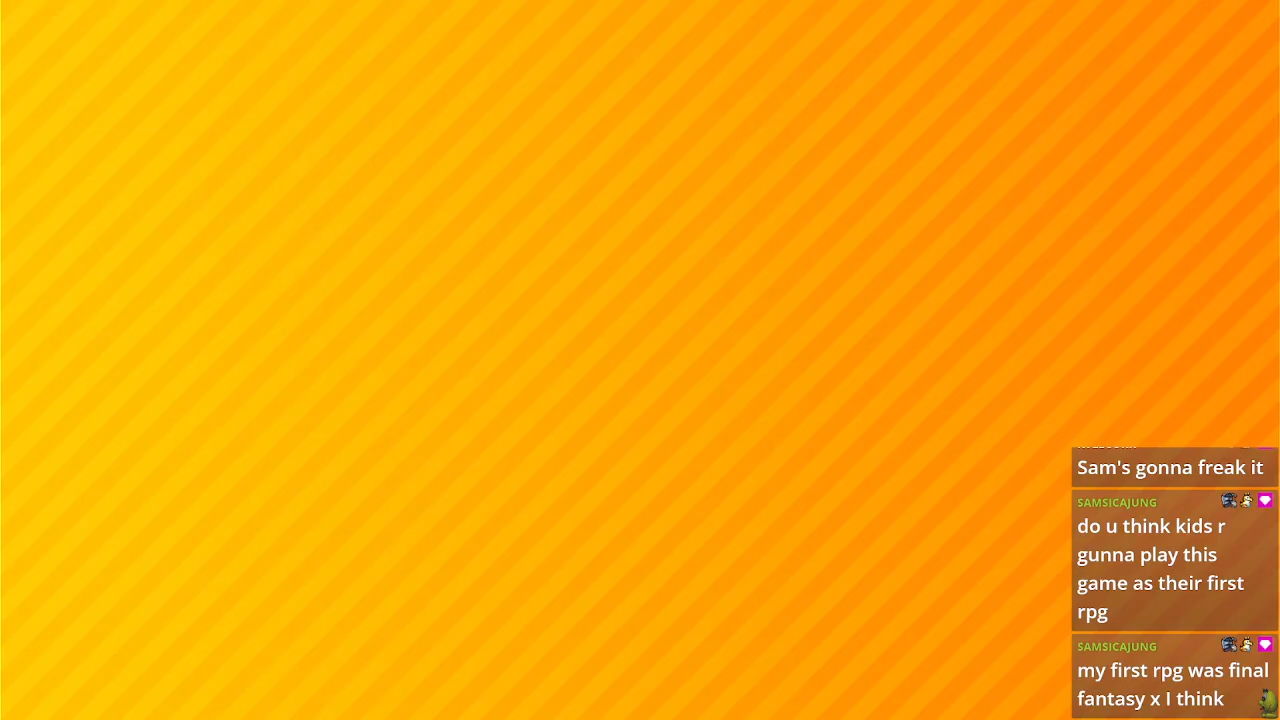 Sam's gonna freak it
SAMSICAJUNG
do u think kids r
gunna play this
game as their first
rpg
SAMSICAJUNG
my first rpg was final
fantasy x I think